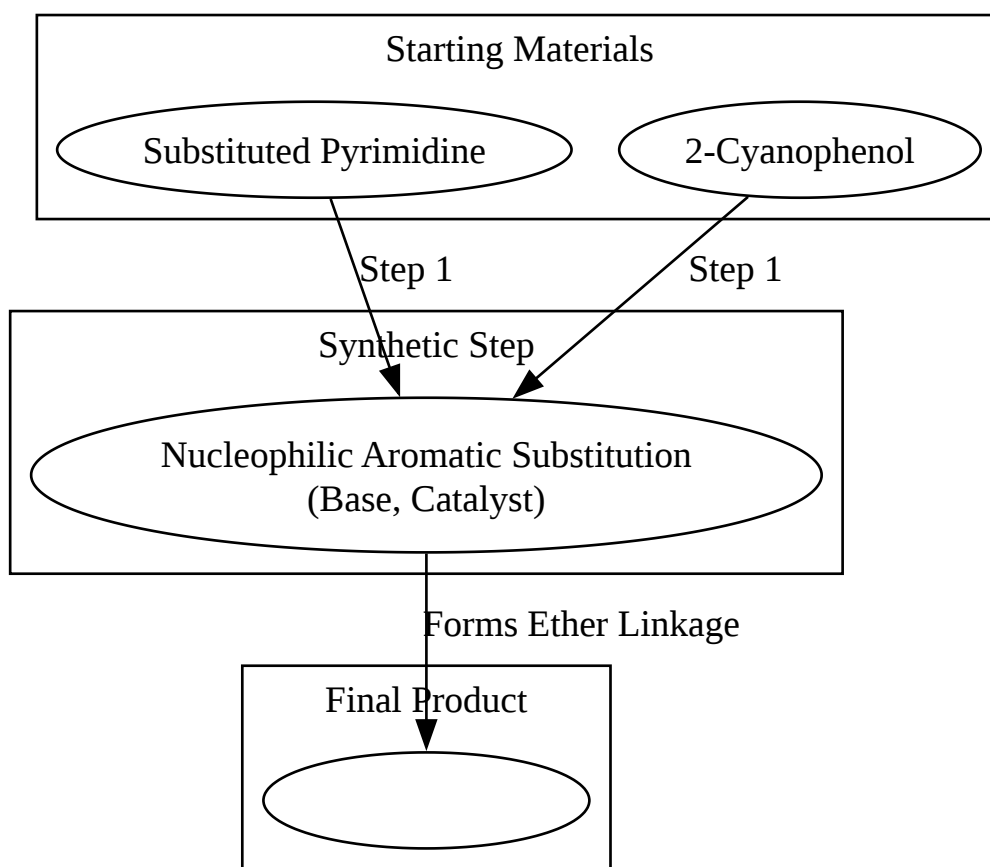 Starting Materials
Substituted Pyrimidine
2-Cyanophenol
Step 1
Step 1
Synthetic Step
Nucleophilic Aromatic Substitution
(Base, Catalyst)
Forms Ether Linkage
Final Product